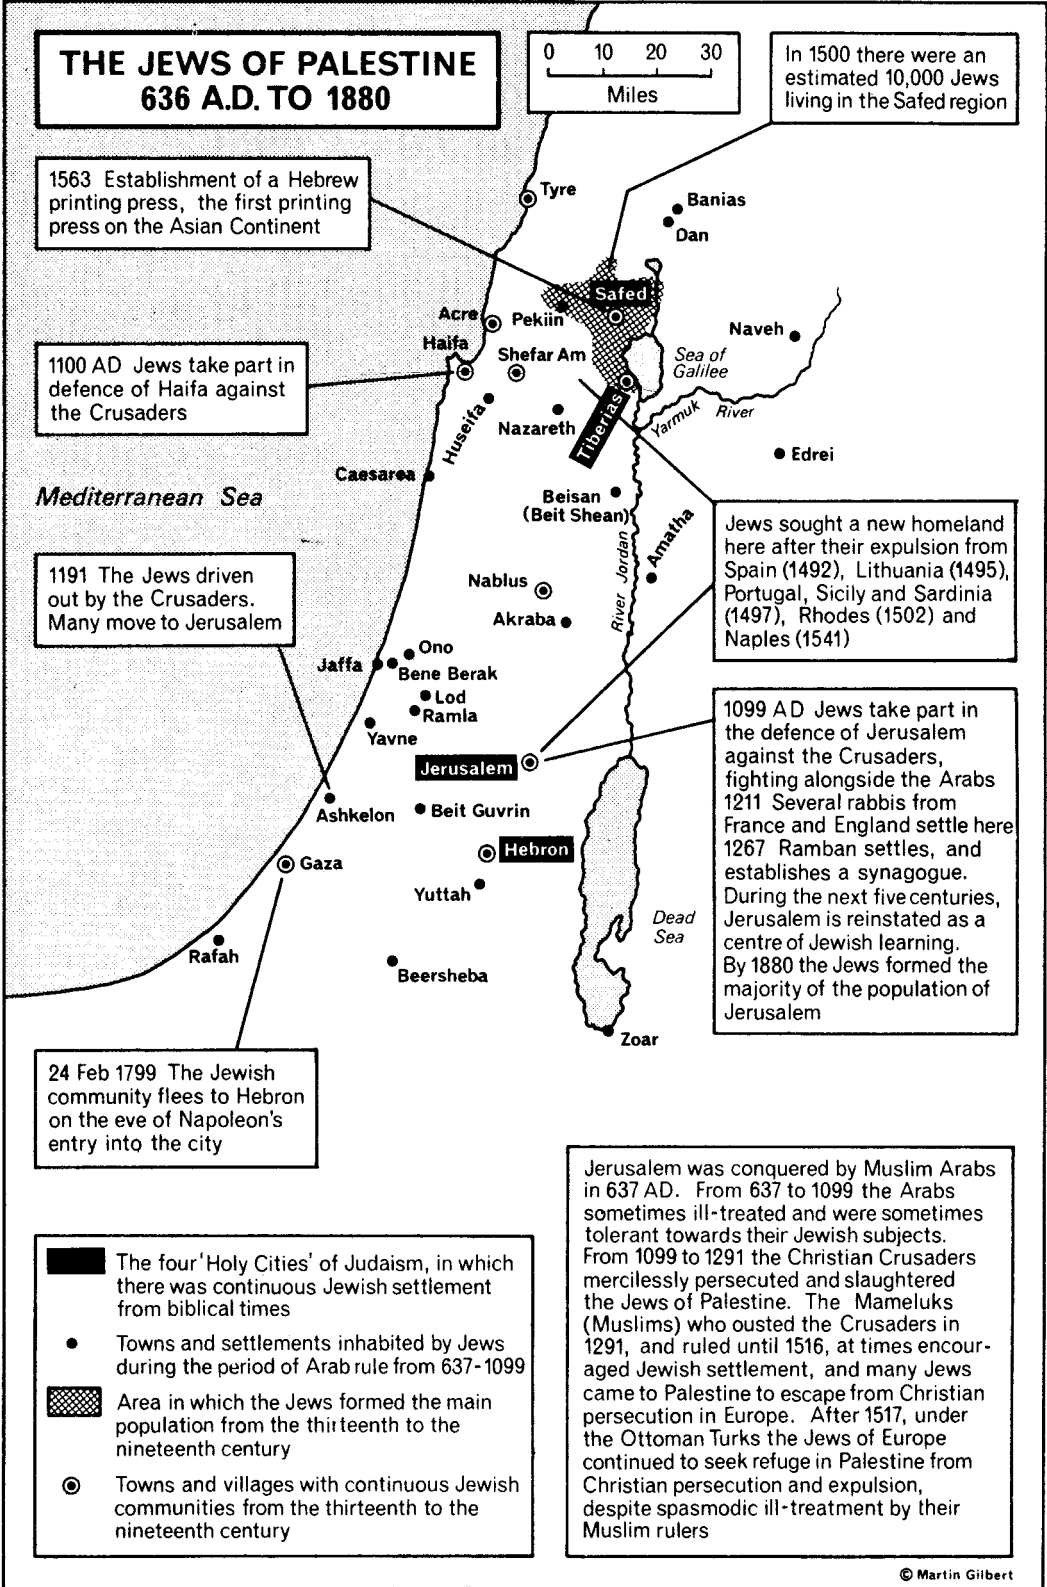 THE JEWS OF PALESTINE
636 A.D. TO 1880
0 10 20 30
Miles
In 1500 there were an
estimated 10,000 Jews
living in the Safed region
1563 Establishment of a Hebrew
printing press, the first printing
press on the Asian Continent
Tyre
Banias
Dan
Safed
Acre
Pekiin
Haifa
Naveh
Shefar Am
Sea of
Galilee
1100 AD Jews take part in
defence of Haifa against
the Crusaders
Huseifa
Nazareth
Tiberias
Yarmuk River
Edrei
Caesarea
Mediterranean Sea
Beisan
(Beit Shean)
Amatha
River Jordan
Jews sought a new homeland
here after their expulsion from
Spain (1492), Lithuania (1495),
Portugal, Sicily and Sardinia
(1497), Rhodes (1502) and
Naples (1541)
1191 The Jews driven
out by the Crusaders.
Many move to Jerusalem
Nablus
Akraba
Ono
Jaffa
Bene Berak
Lod
Ramla
Yavne
Jerusalem
1099 AD Jews take part in
the defence of Jerusalem
against the Crusaders,
fighting alongside the Arabs
1211 Several rabbis from
France and England settle here
1267 Ramban settles, and
establishes a synagogue.
During the next five centuries,
Jerusalem is reinstated as a
centre of Jewish learning.
By 1880 the Jews formed the
majority of the population of
Jerusalem
Ashkelon
Beit Guvrin
Hebron
Gaza
Yuttah
Dead
Sea
Rafah
Beersheba
Zoar
24 Feb 1799 The Jewish
community flees to Hebron
on the eve of Napoleon's
entry into the city
Jerusalem was conquered by Muslim Arabs
in 637 AD. From 637 to 1099 the Arabs
sometimes ill-treated and were sometimes
tolerant towards their Jewish subjects.
From 1099 to 1291 the Christian Crusaders
mercilessly persecuted and slaughtered
the Jews of Palestine. The Mameluks
(Muslims) who ousted the Crusaders in
1291, and ruled until 1516, at times encour-
aged Jewish settlement, and many Jews
came to Palestine to escape from Christian
persecution in Europe. After 1517, under
the Ottoman Turks the Jews of Europe
continued to seek refuge in Palestine from
Christian persecution and expulsion,
despite spasmodic ill-treatment by their
Muslim rulers
The four 'Holy Cities' of Judaism, in which
there was continuous Jewish settlement
from biblical times
Towns and settlements inhabited by Jews
during the period of Arab rule from 637-1099
Area in which the Jews formed the main
population from the thirteenth to the
nineteenth century
Towns and villages with continuous Jewish
communities from the thirteenth to the
nineteenth century
© Martin Gilbert